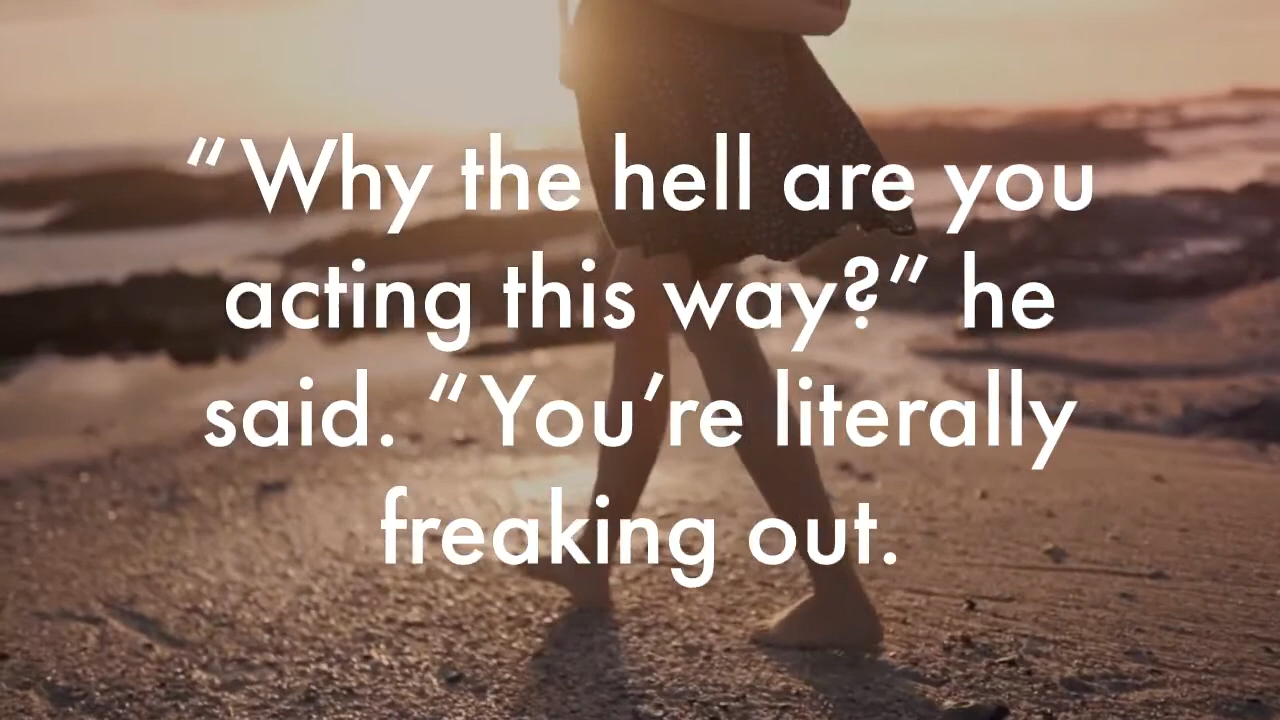 “Why the hell are you
acting this way?” he
said. “You’re literally
freaking out.